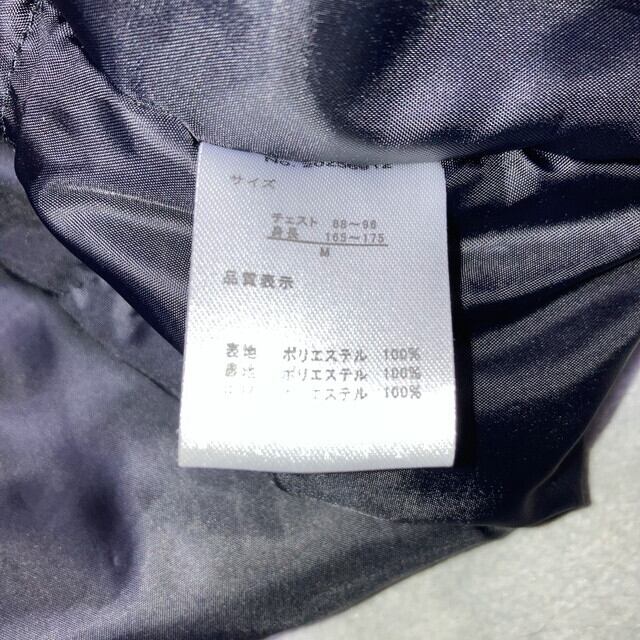 サイズ
チェスト 88〜96
身長 165〜175
M
品質表示
表地 ポリエステル 100%
表地 ポリエステル 100%
エステル 100%